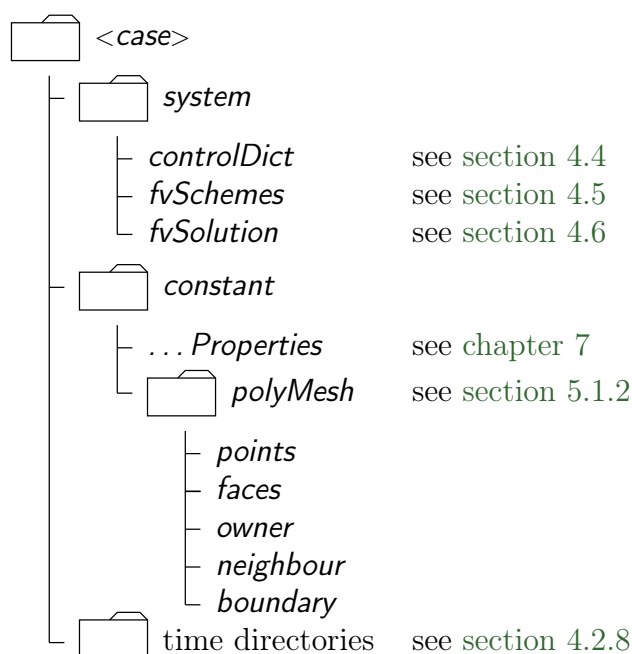 <case>
system
controlDict see section 4.4
fvSchemes see section 4.5
fvSolution see section 4.6
constant
...Properties see chapter 7
polyMesh see section 5.1.2
points
faces
owner
neighbour
boundary
time directories see section 4.2.8